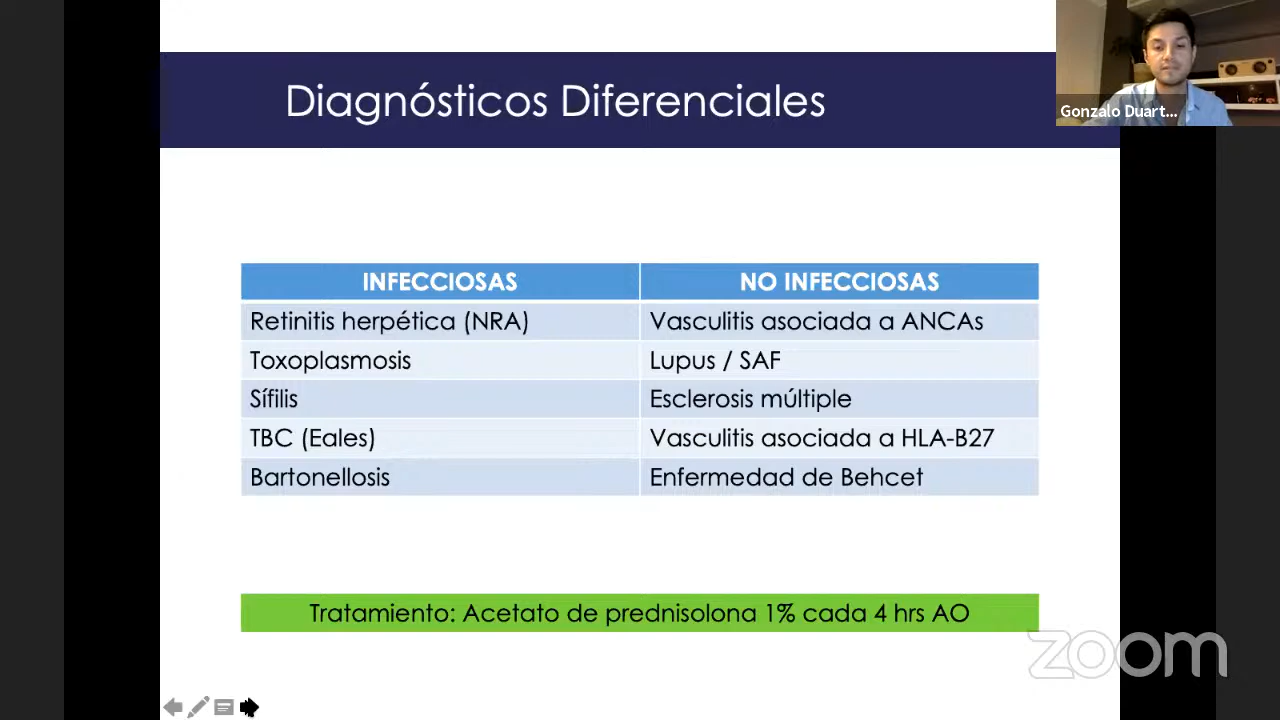 Diagnósticos Diferenciales
Gonzalo Duart...
INFECCIOSAS NO INFECCIOSAS
Retinitis herpética (NRA) Vasculitis asociada a ANCAs
Toxoplasmosis Lupus / SAF
Sífilis Esclerosis múltiple
TBC (Eales) Vasculitis asociada a HLA-B27
Bartonellosis Enfermedad de Behcet
Tratamiento: Acetato de prednisolona 1% cada 4 hrs AO
zoom